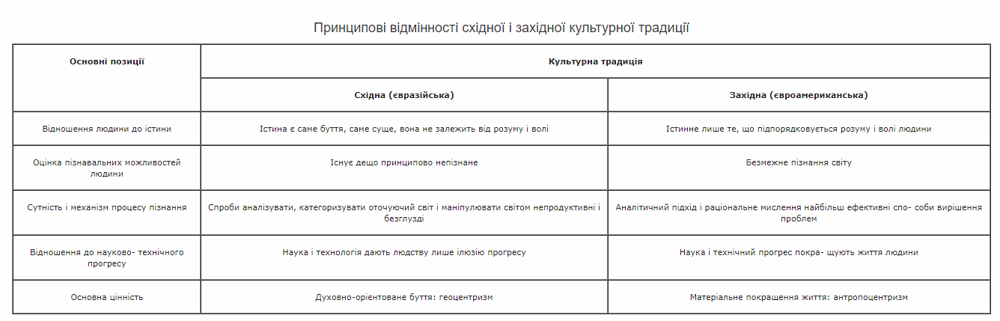 Принципові відмінності східної і західної культурної традиції
Основні позиції
Культурна традиція
Східна (євразійська)
Західна (євроамериканська)
Відношення людини до істини
Істина є саме буття, саме суще, вона не залежить від розуму і волі
Істинне лише те, що підпорядковується розуму і волі людини
Оцінка пізнавальних можливостей
людини
Існує дещо принципово непізнане
Безмежне пізнання світу
Сутність і механізм процесу пізнання
Спроби аналізувати, категоризувати оточуючий світ і маніпулювати світом непродуктивні і
безглузді
Аналітичний підхід і раціональне мислення найбільш ефективні спо- соби вирішення
проблем
Відношення до науково- технічного
прогресу
Наука і технологія дають людству лише ілюзію прогресу
Наука і технічний прогрес покра- щують життя людини
Основна цінність
Духовно-орієнтоване буття: геоцентризм
Матеріальне покращення життя: антропоцентризм